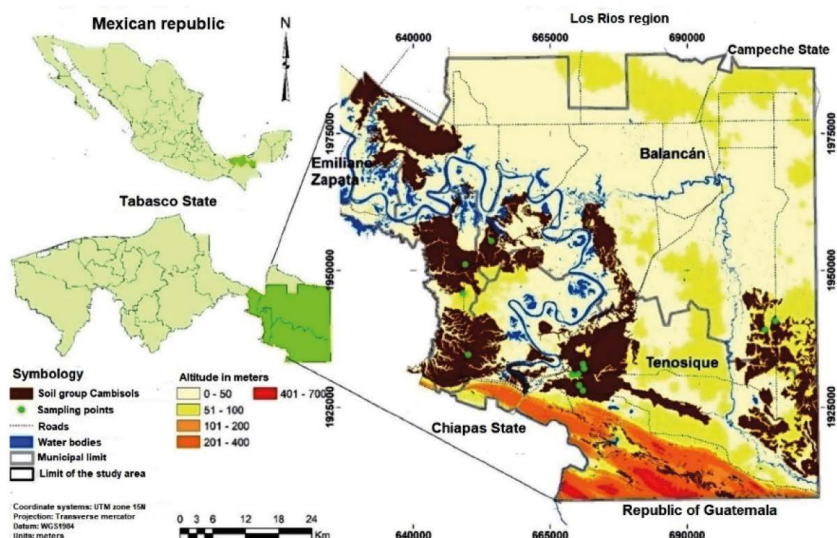 Mexican republic
N
Tabasco State
Symbology
Soil group Cambisols
Sampling points
Roads
Water bodies
Municipal limit
Limit of the study area
Altitude in meters
0 - 50
51 - 100
101 - 200
201 - 400
401 - 7000
Coordinate systems: UTM zone 15N
Projection: Transverse mercator
Datum: WGS1984
Units: meters
0 3 6 12 18 24
Km
Los Rios region
640000 665000 690000
Campeche State
1975000
1975000
Emiliano
Zapata
Balancán
1950000
1950000
Tenosique
1925000
1925000
Chiapas State
Republic of Guatemala
640000 665000 690000